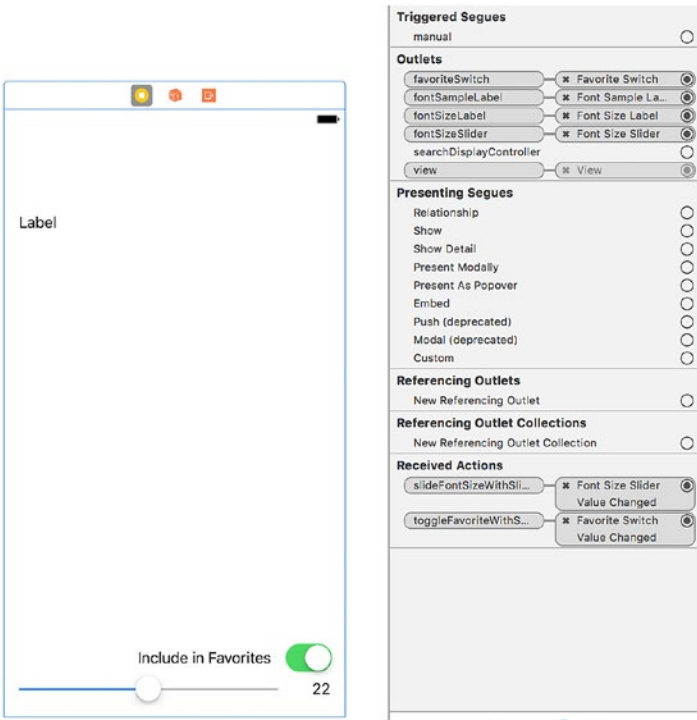 Label
Include in Favorites
22
Triggered Segues
manual
Outlets
favoriteSwitch Favorite Switch
fontSampleLabel Font Sample La...
fontSizeLabel Font Size Label
fontSizeSlider Font Size Slider
searchDisplayController
view View
Presenting Segues
Relationship
Show
Show Detail
Present Modally
Present As Popover
Embed
Push (deprecated)
Modal (deprecated)
Custom
Referencing Outlets
New Referencing Outlet
Referencing Outlet Collections
New Referencing Outlet Collection
Received Actions
slideFontSizeWithSli... Font Size Slider
Value Changed
toggleFavoriteWithS... Favorite Switch
Value Changed